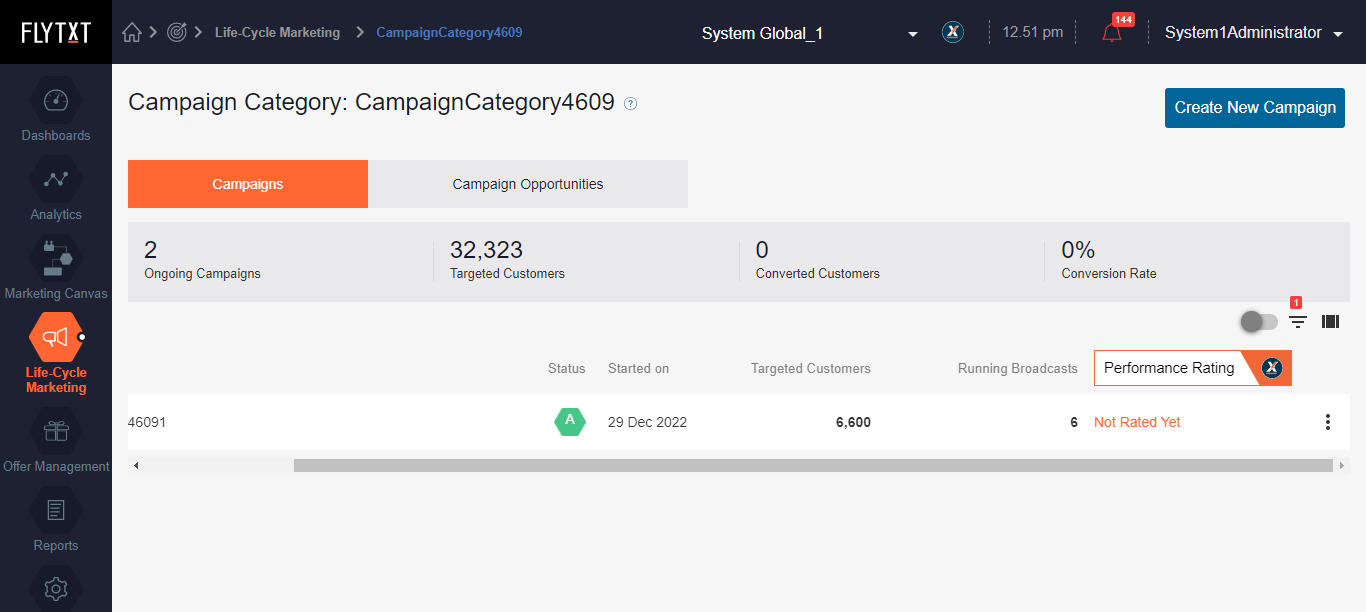 FLYTXT
Life-Cycle Marketing
CampaignCategory4609
System Global_1
X
12.51 pm
144
System1Administrator
Dashboards
Analytics
Marketing Canvas
Life-Cycle
Marketing
Offer Management
Reports
Campaign Category: CampaignCategory4609 ?
Create New Campaign
Campaigns
Campaign Opportunities
2
Ongoing Campaigns
32,323
Targeted Customers
0
Converted Customers
0%
Conversion Rate
1
Status
Started on
Targeted Customers
Running Broadcasts
Performance Rating
X
46091
A
29 Dec 2022
6,600
6
Not Rated Yet